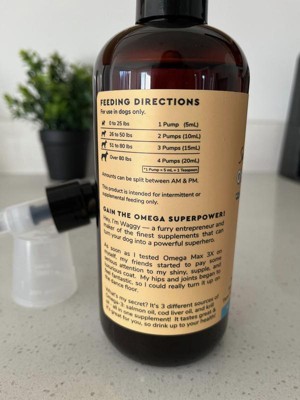 FEEDING DIRECTIONS
For use in dogs only.
0 to 25 lbs 1 Pump (5mL)
26 to 50 lbs 2 Pumps (10mL)
51 to 80 lbs 3 Pumps (15mL)
Over 80 lbs 4 Pumps (20mL)
*1 Pump = 5 mL = 1 Teaspoon
Amounts can be split between AM & PM.
This product is intended for intermittent or
supplemental feeding only.
GAIN THE OMEGA SUPERPOWER!
Hey, I'm Waggy — a furry entrepreneur and
maker of the finest supplements that can
turn your dog into a powerful superhero.
As soon as I tested Omega Max 3X on
myself, my friends started to pay some
serious attention to my shiny, supple, and
luxurious coat. My hips and joints began to
feel fantastic, so I could really turn it up on
dance floor.
What's my secret? It's 3 different sources of
omega-3: salmon oil, cod liver oil, and krill
oil in one supplement! It tastes great &
it's good for you, so drink up to your health!